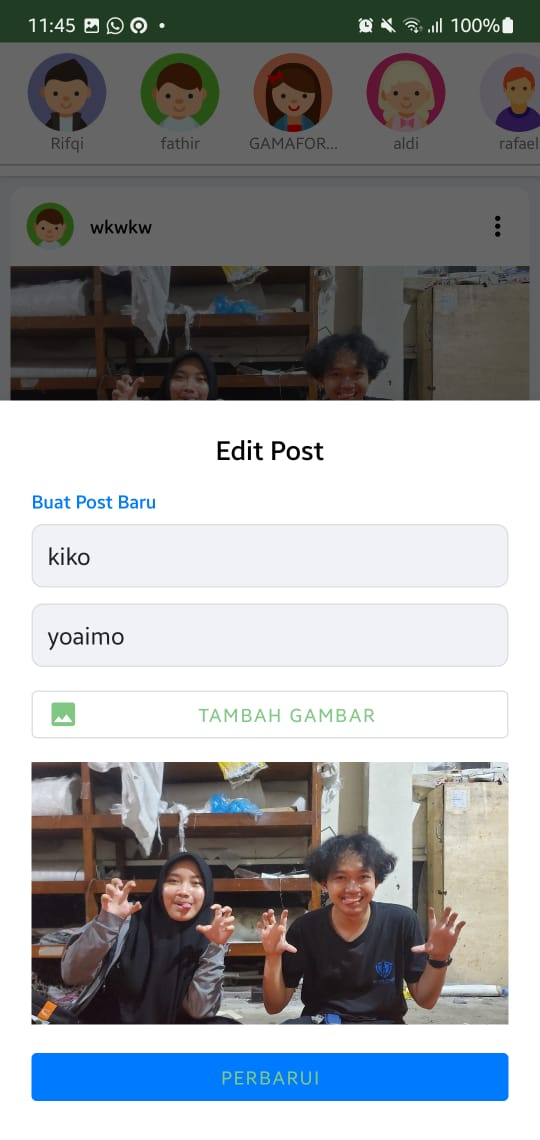 11:45
100%
Rifqi
fathir
GAMAFOR...
aldi
rafael
wkwkw
Edit Post
Buat Post Baru
kiko
yoaimo
TAMBAH GAMBAR
PERBARUI